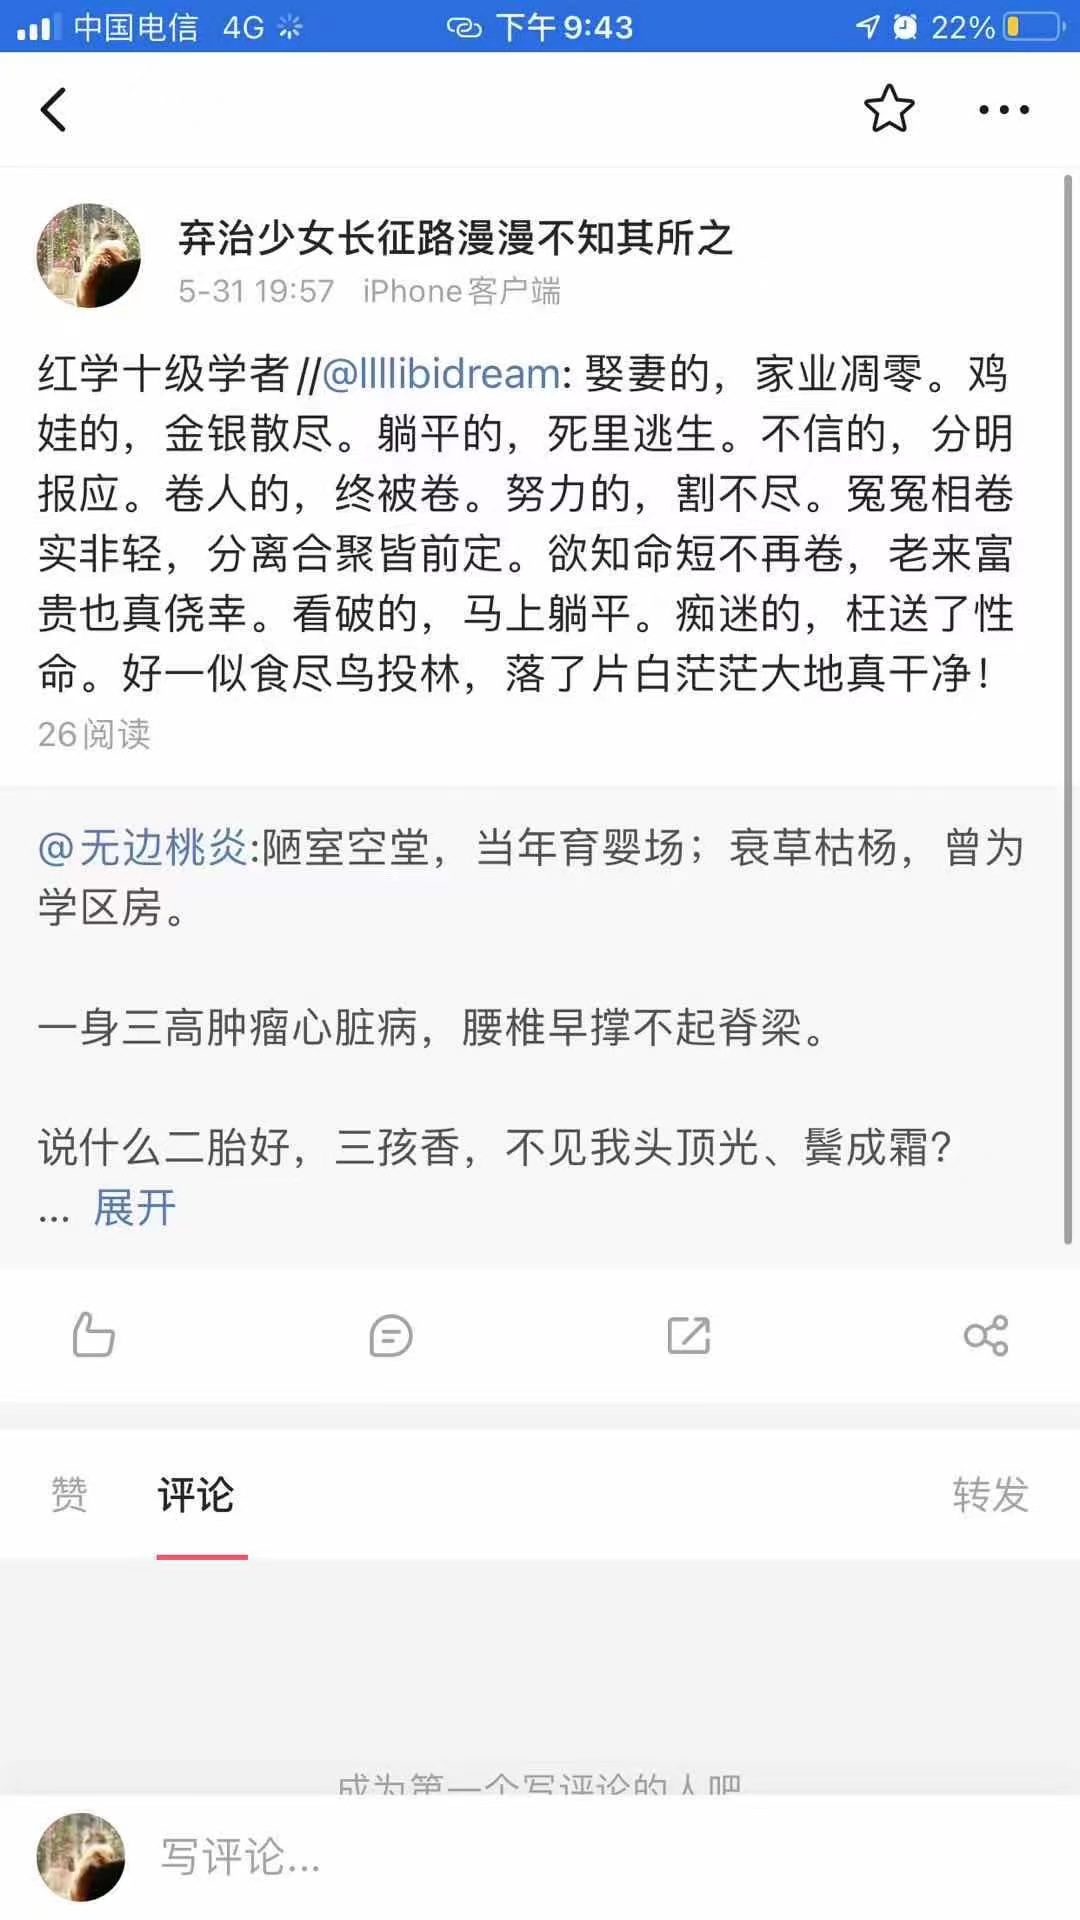 中国电信 4G 下午9:43 22%
弃治少女长征路漫漫不知其所之
5-31 19:57 iPhone客户端
红学十级学者//@llllibidream: 娶妻的，家业凋零。鸡
娃的，金银散尽。躺平的，死里逃生。不信的，分明
报应。卷人的，终被卷。努力的，割不尽。冤冤相卷
实非轻，分离合聚皆前定。欲知命短不再卷，老来富
贵也真侥幸。看破的，马上躺平。痴迷的，枉送了性
命。好一似食尽鸟投林，落了片白茫茫大地真干净！
26阅读
@无边桃炎:陋室空堂，当年育婴场；衰草枯杨，曾为
学区房。
一身三高肿瘤心脏病，腰椎早撑不起脊梁。
说什么二胎好，三孩香，不见我头顶光、鬓成霜？
... 展开
赞 评论 转发
成为第一个写评论的人吧
写评论...